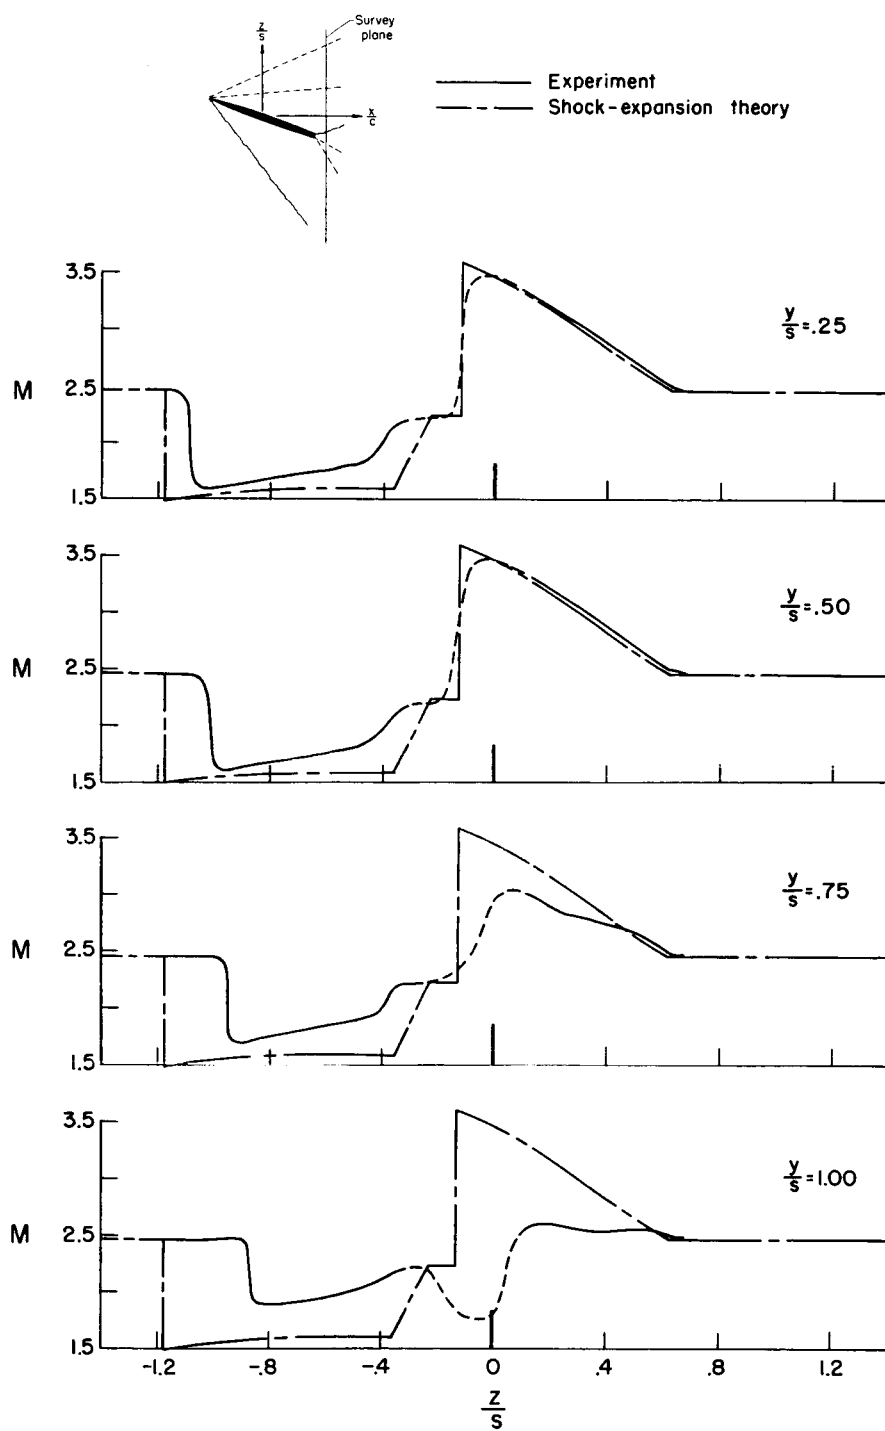 z/s
Survey plane
x/c
Experiment
Shock-expansion theory
3.5
y/s = .25
M 2.5
1.5
3.5
y/s = .50
M 2.5
1.5
3.5
y/s = .75
M 2.5
1.5
3.5
y/s = 1.00
M 2.5
1.5
-1.2 -.8 -.4 0 .4 .8 1.2
z/s